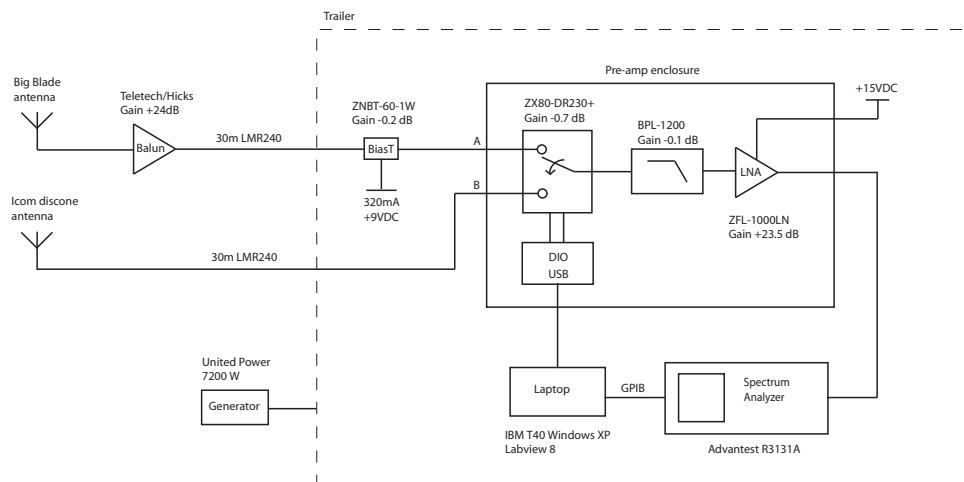 Trailer
Big Blade
antenna
Teletech/Hicks
Gain +24dB
Balun
30m LMR240
ZNBT-60-1W
Gain -0.2 dB
BiasT
320mA
+9VDC
A
B
Pre-amp enclosure
ZX80-DR230+
Gain -0.7 dB
BPL-1200
Gain -0.1 dB
+15VDC
LNA
ZFL-1000LN
Gain +23.5 dB
Icom discone
antenna
30m LMR240
DIO
USB
United Power
7200 W
Generator
Laptop
GPIB
Spectrum
Analyzer
IBM T40 Windows XP
Labview 8
Advantest R3131A